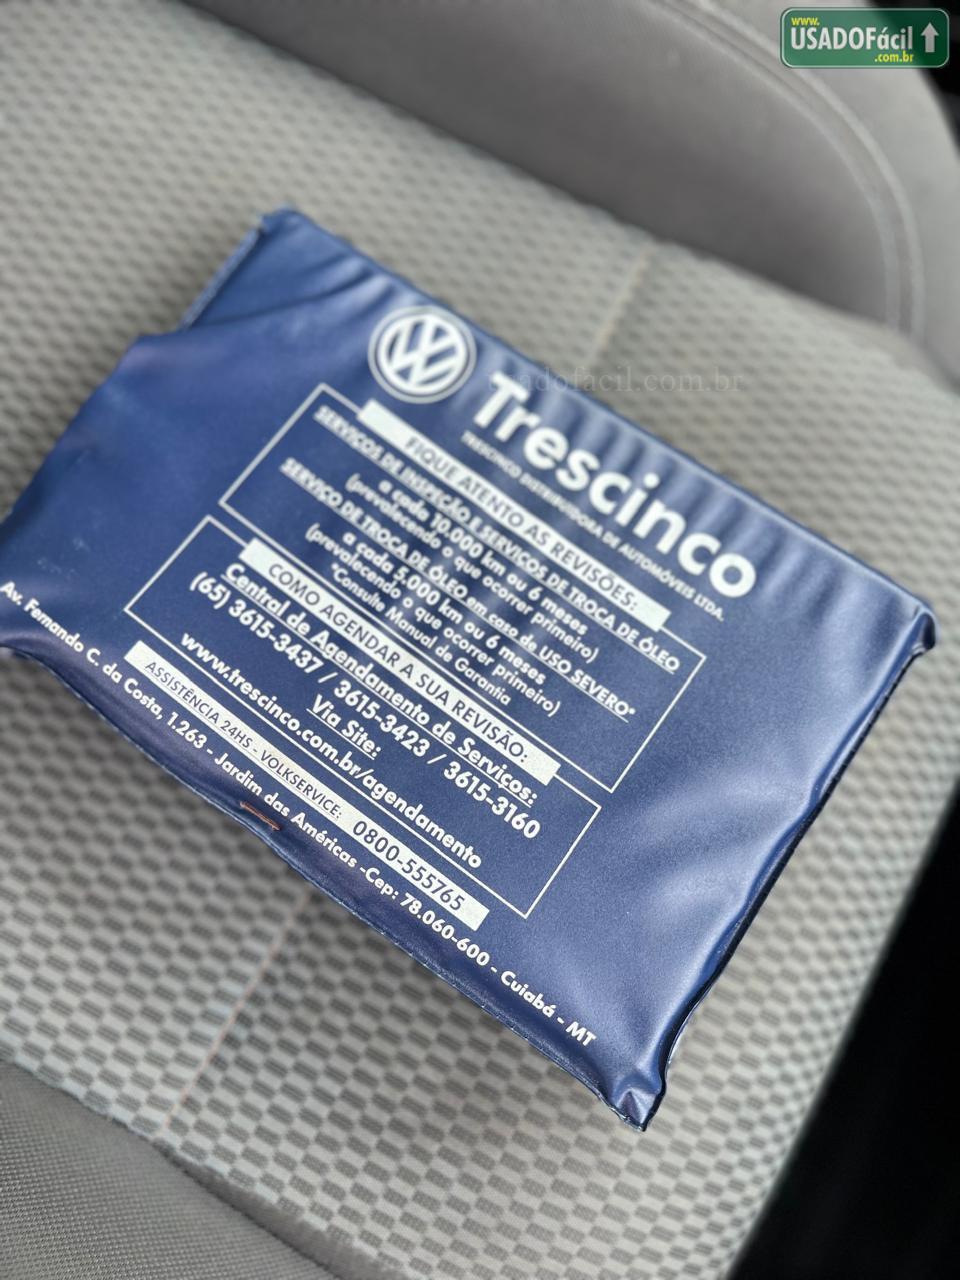 www.
USADOFácil
.com.br
usadofacil.com.br
Trescinco
TRESCINCO DISTRIBUIDORA DE AUTOMÓVEIS LTDA.
FIQUE ATENTO AS REVISÕES:
SERVIÇOS DE INSPEÇÃO E SERVIÇOS DE TROCA DE ÓLEO
a cada 10.000 km ou 6 meses
(prevalecendo o que ocorrer primeiro)
SERVIÇO DE TROCA DE ÓLEO em caso de USO SEVERO*
a cada 5.000 km ou 6 meses
(prevalecendo o que ocorrer primeiro)
*Consulte Manual de Garantia
COMO AGENDAR A SUA REVISÃO:
Central de Agendamento de Serviços:
(65) 3615-3437 / 3615-3423 / 3615-3160
Via Site:
www.trescinco.com.br/agendamento
ASSISTÊNCIA 24HS - VOLKSERVICE: 0800-555765
Av. Fernando C. da Costa, 1.263 - Jardim das Américas -Cep: 78.060-600 - Cuiabá - MT